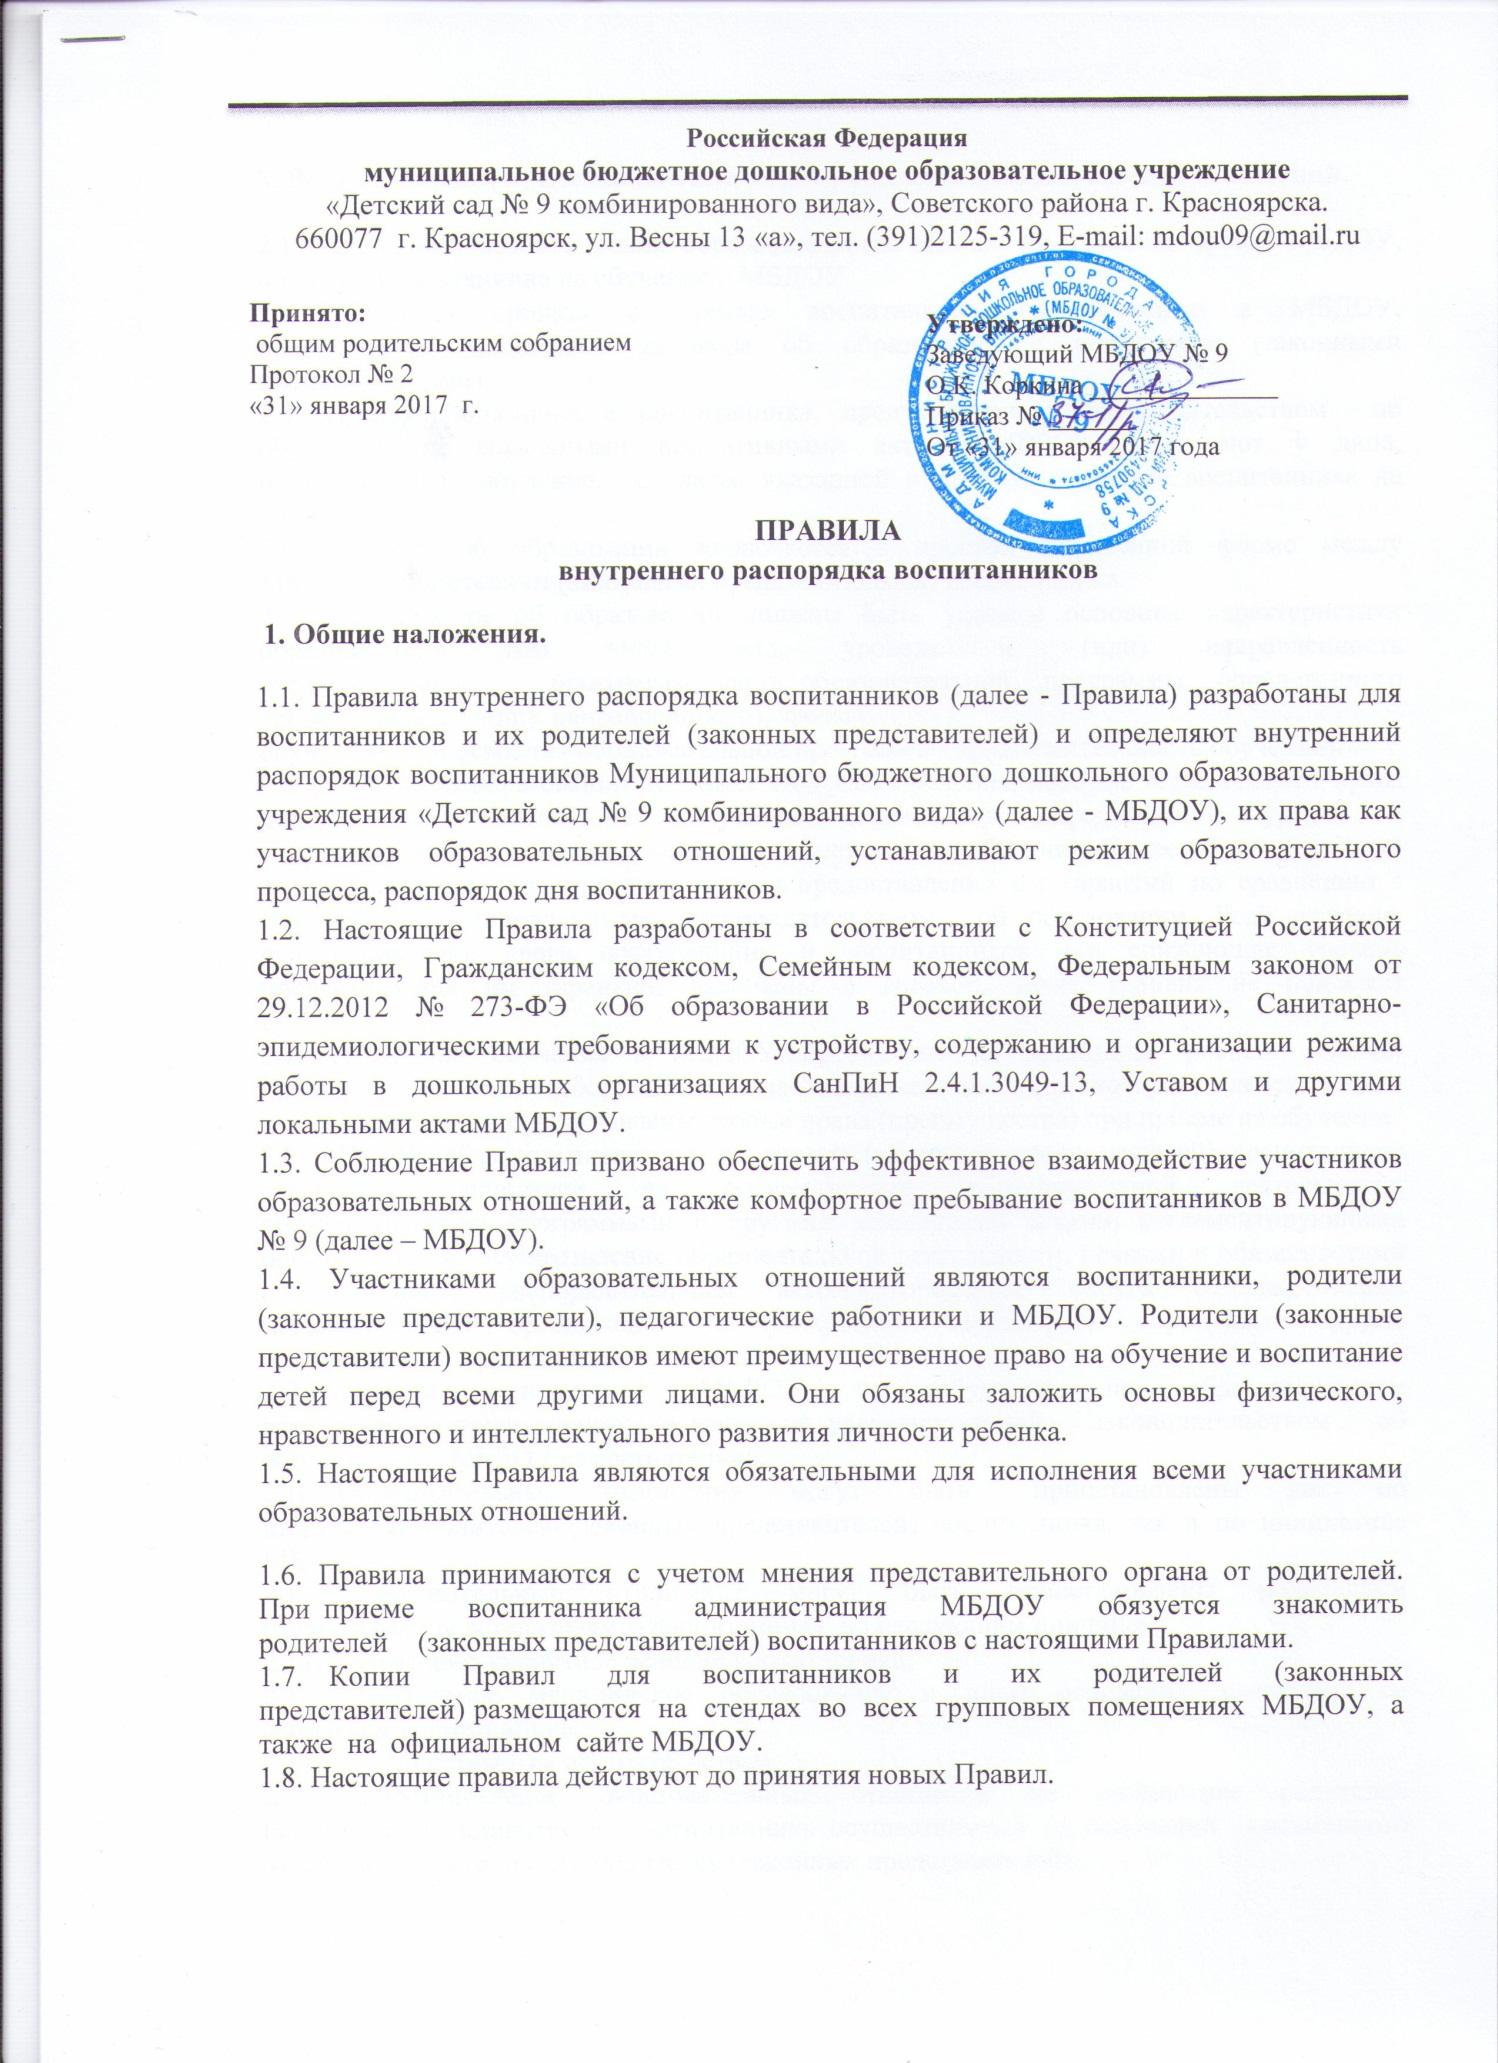 Российская Федерация
муниципальное бюджетное дошкольное образовательное учреждение
«Детский сад № 9 комбинированного вида», Советского района г. Красноярска.
660077 г. Красноярск, ул. Весны 13 «а», тел. (391)2125-319, E-mail: mdou09@mail.ru
Принято:
общим родительским собранием
Протокол № 2
«31» января 2017 г.
Утверждено:
Заведующий МБДОУ № 9
О.К. Коркина
Приказ №
От «31» января 2017 года
МБДОУ
№ 9
ПРАВИЛА
внутреннего распорядка воспитанников
1. Общие наложения.
1.1. Правила внутреннего распорядка воспитанников (далее - Правила) разработаны для
воспитанников и их родителей (законных представителей) и определяют внутренний
распорядок воспитанников Муниципального бюджетного дошкольного образовательного
учреждения «Детский сад № 9 комбинированного вида» (далее - МБДОУ), их права как
участников образовательных отношений, устанавливают режим образовательного
процесса, распорядок дня воспитанников.
1.2. Настоящие Правила разработаны в соответствии с Конституцией Российской
Федерации, Гражданским кодексом, Семейным кодексом, Федеральным законом от
29.12.2012 № 273-ФЭ «Об образовании в Российской Федерации», Санитарно-
эпидемиологическими требованиями к устройству, содержанию и организации режима
работы в дошкольных организациях СанПиН 2.4.1.3049-13, Уставом и другими
локальными актами МБДОУ.
1.3. Соблюдение Правил призвано обеспечить эффективное взаимодействие участников
образовательных отношений, а также комфортное пребывание воспитанников в МБДОУ
№ 9 (далее – МБДОУ).
1.4. Участниками образовательных отношений являются воспитанники, родители
(законные представители), педагогические работники и МБДОУ. Родители (законные
представители) воспитанников имеют преимущественное право на обучение и воспитание
детей перед всеми другими лицами. Они обязаны заложить основы физического,
нравственного и интеллектуального развития личности ребенка.
1.5. Настоящие Правила являются обязательными для исполнения всеми участниками
образовательных отношений.
1.6. Правила принимаются с учетом мнения представительного органа от родителей.
При приеме воспитанника администрация МБДОУ обязуется знакомить
родителей (законных представителей) воспитанников с настоящими Правилами.
1.7. Копии Правил для воспитанников и их родителей (законных
представителей) размещаются на стендах во всех групповых помещениях МБДОУ, а
также на официальном сайте МБДОУ.
1.8. Настоящие правила действуют до принятия новых Правил.